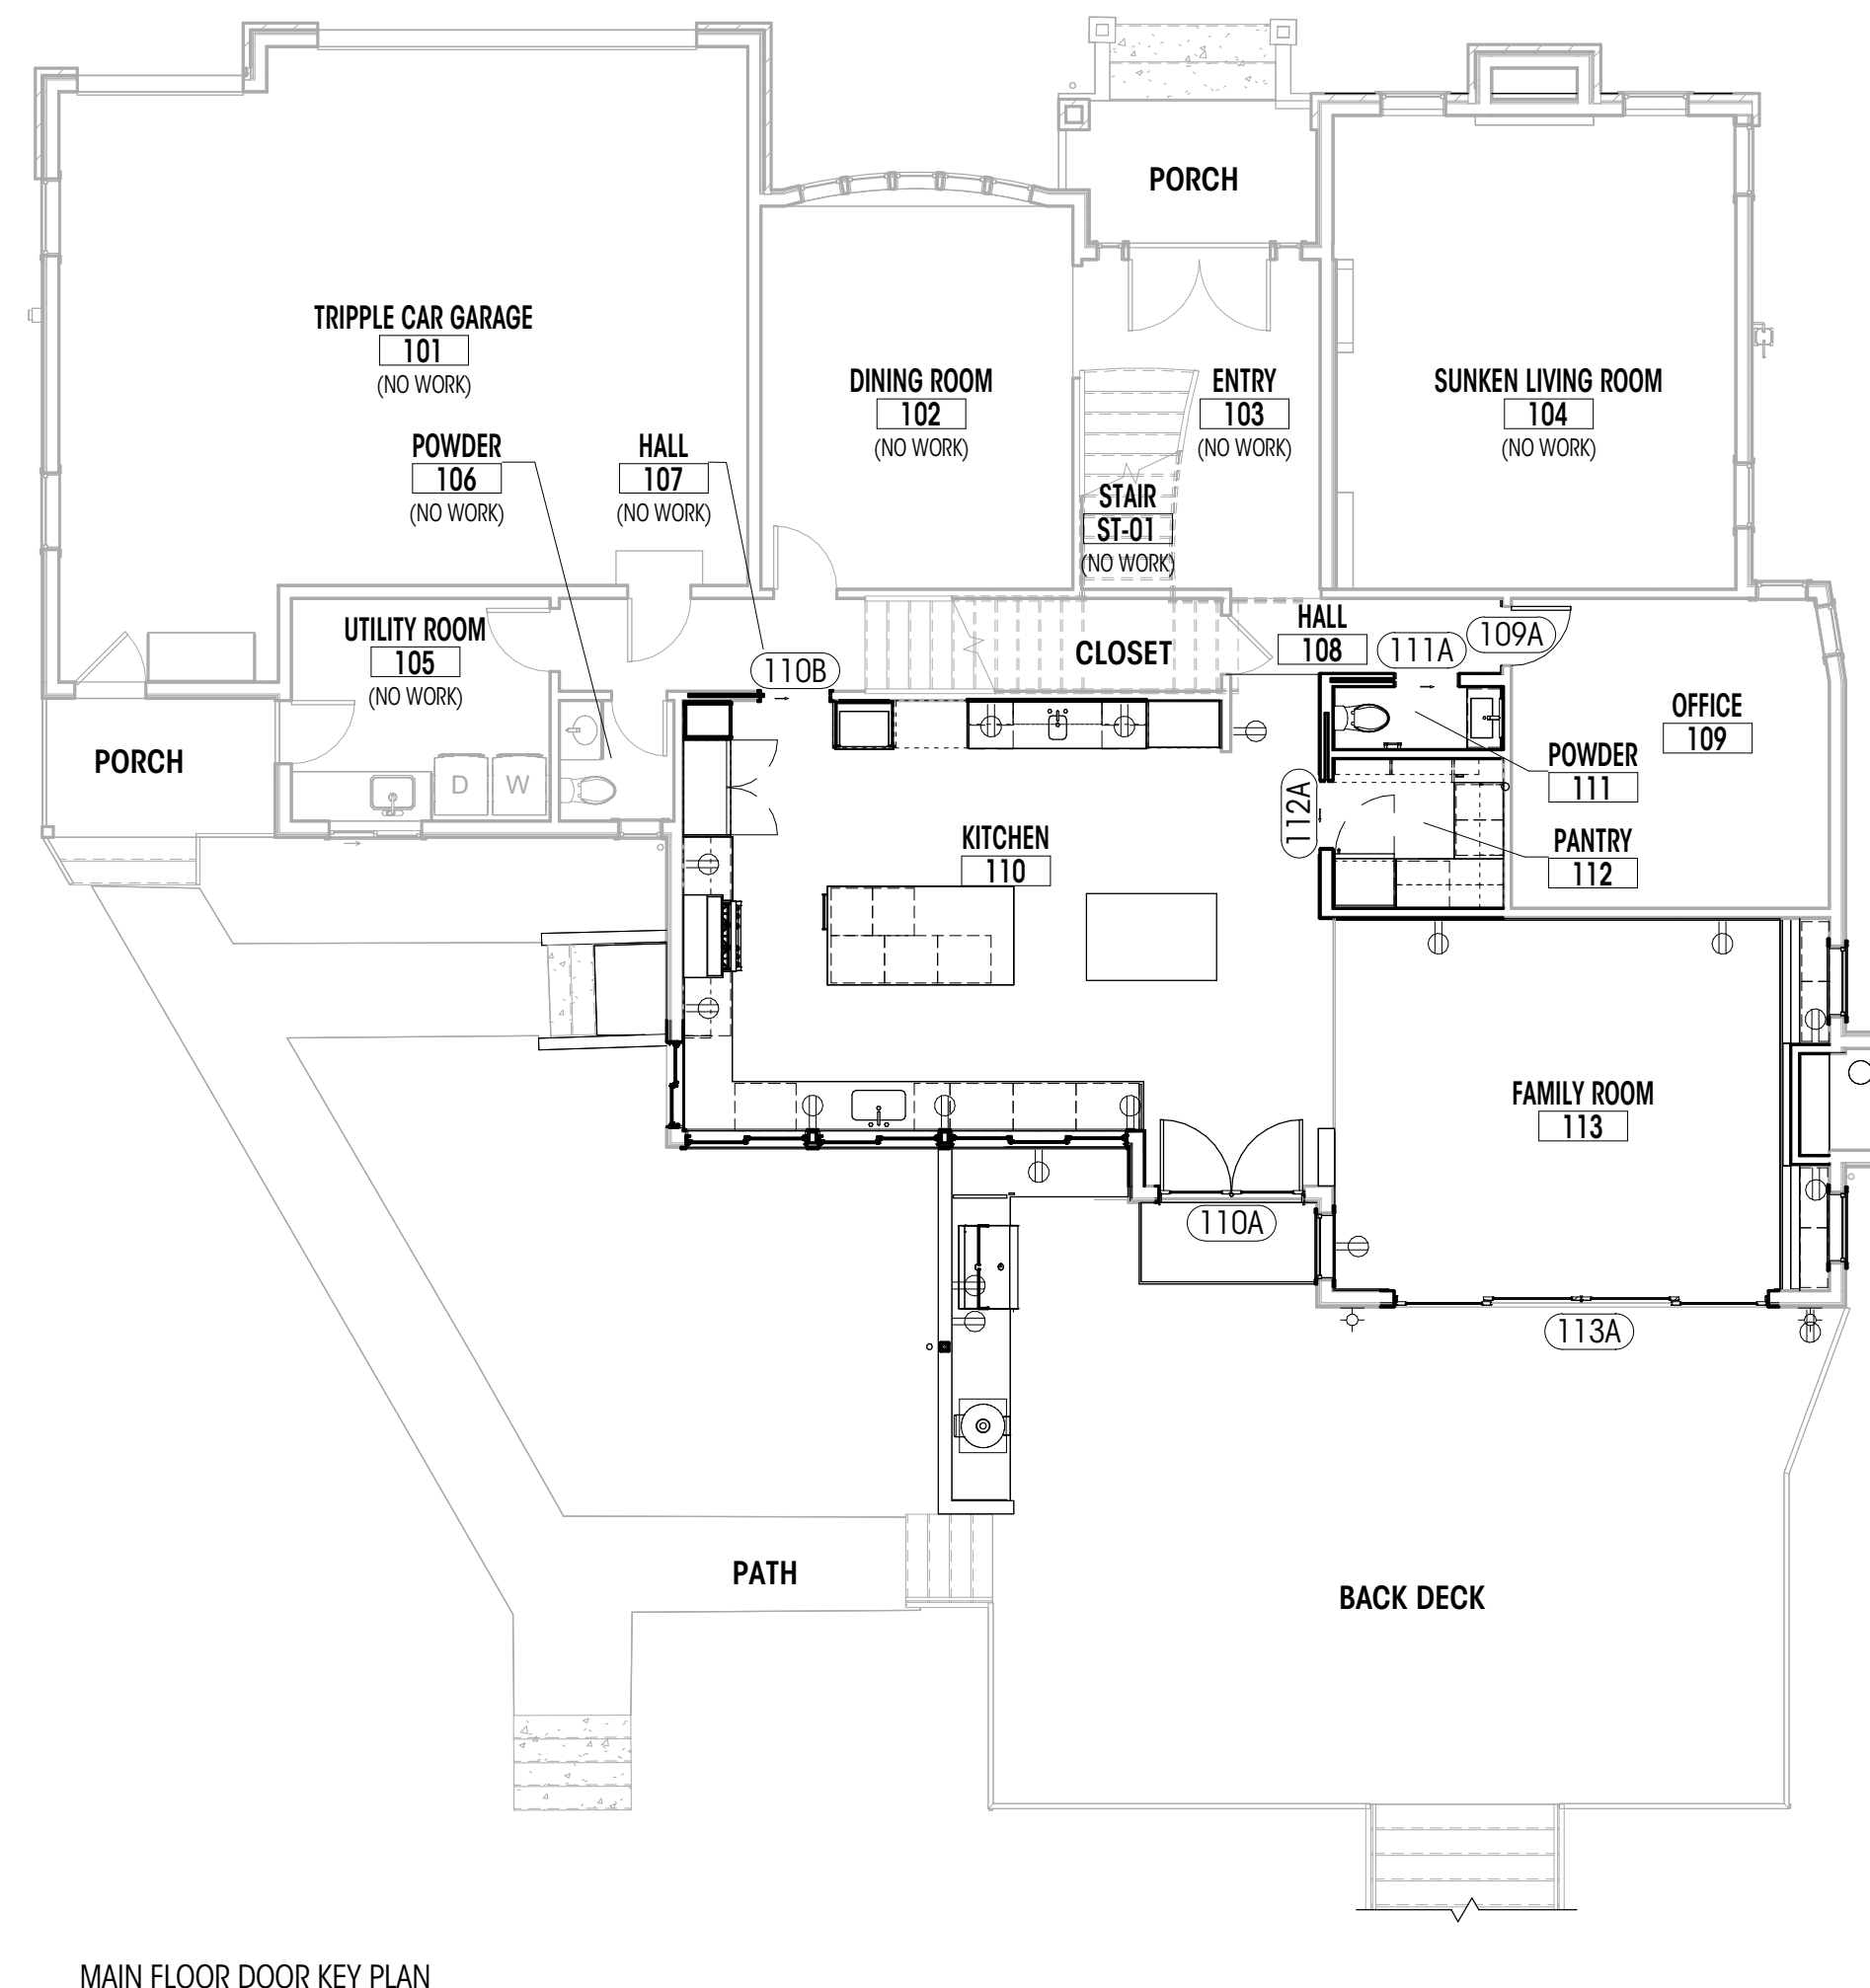 PORCH
TRIPPLE CAR GARAGE
101
(NO WORK)
DINING ROOM
102
(NO WORK)
ENTRY
103
(NO WORK)
SUNKEN LIVING ROOM
104
(NO WORK)
POWDER
106
(NO WORK)
HALL
107
(NO WORK)
STAIR
ST-01
(NO WORK)
UTILITY ROOM
105
(NO WORK)
110B
CLOSET
HALL
108
111A
109A
OFFICE
109
PORCH
D
W
POWDER
111
112A
KITCHEN
110
PANTRY
112
FAMILY ROOM
113
110A
113A
PATH
BACK DECK
MAIN FLOOR DOOR KEY PLAN